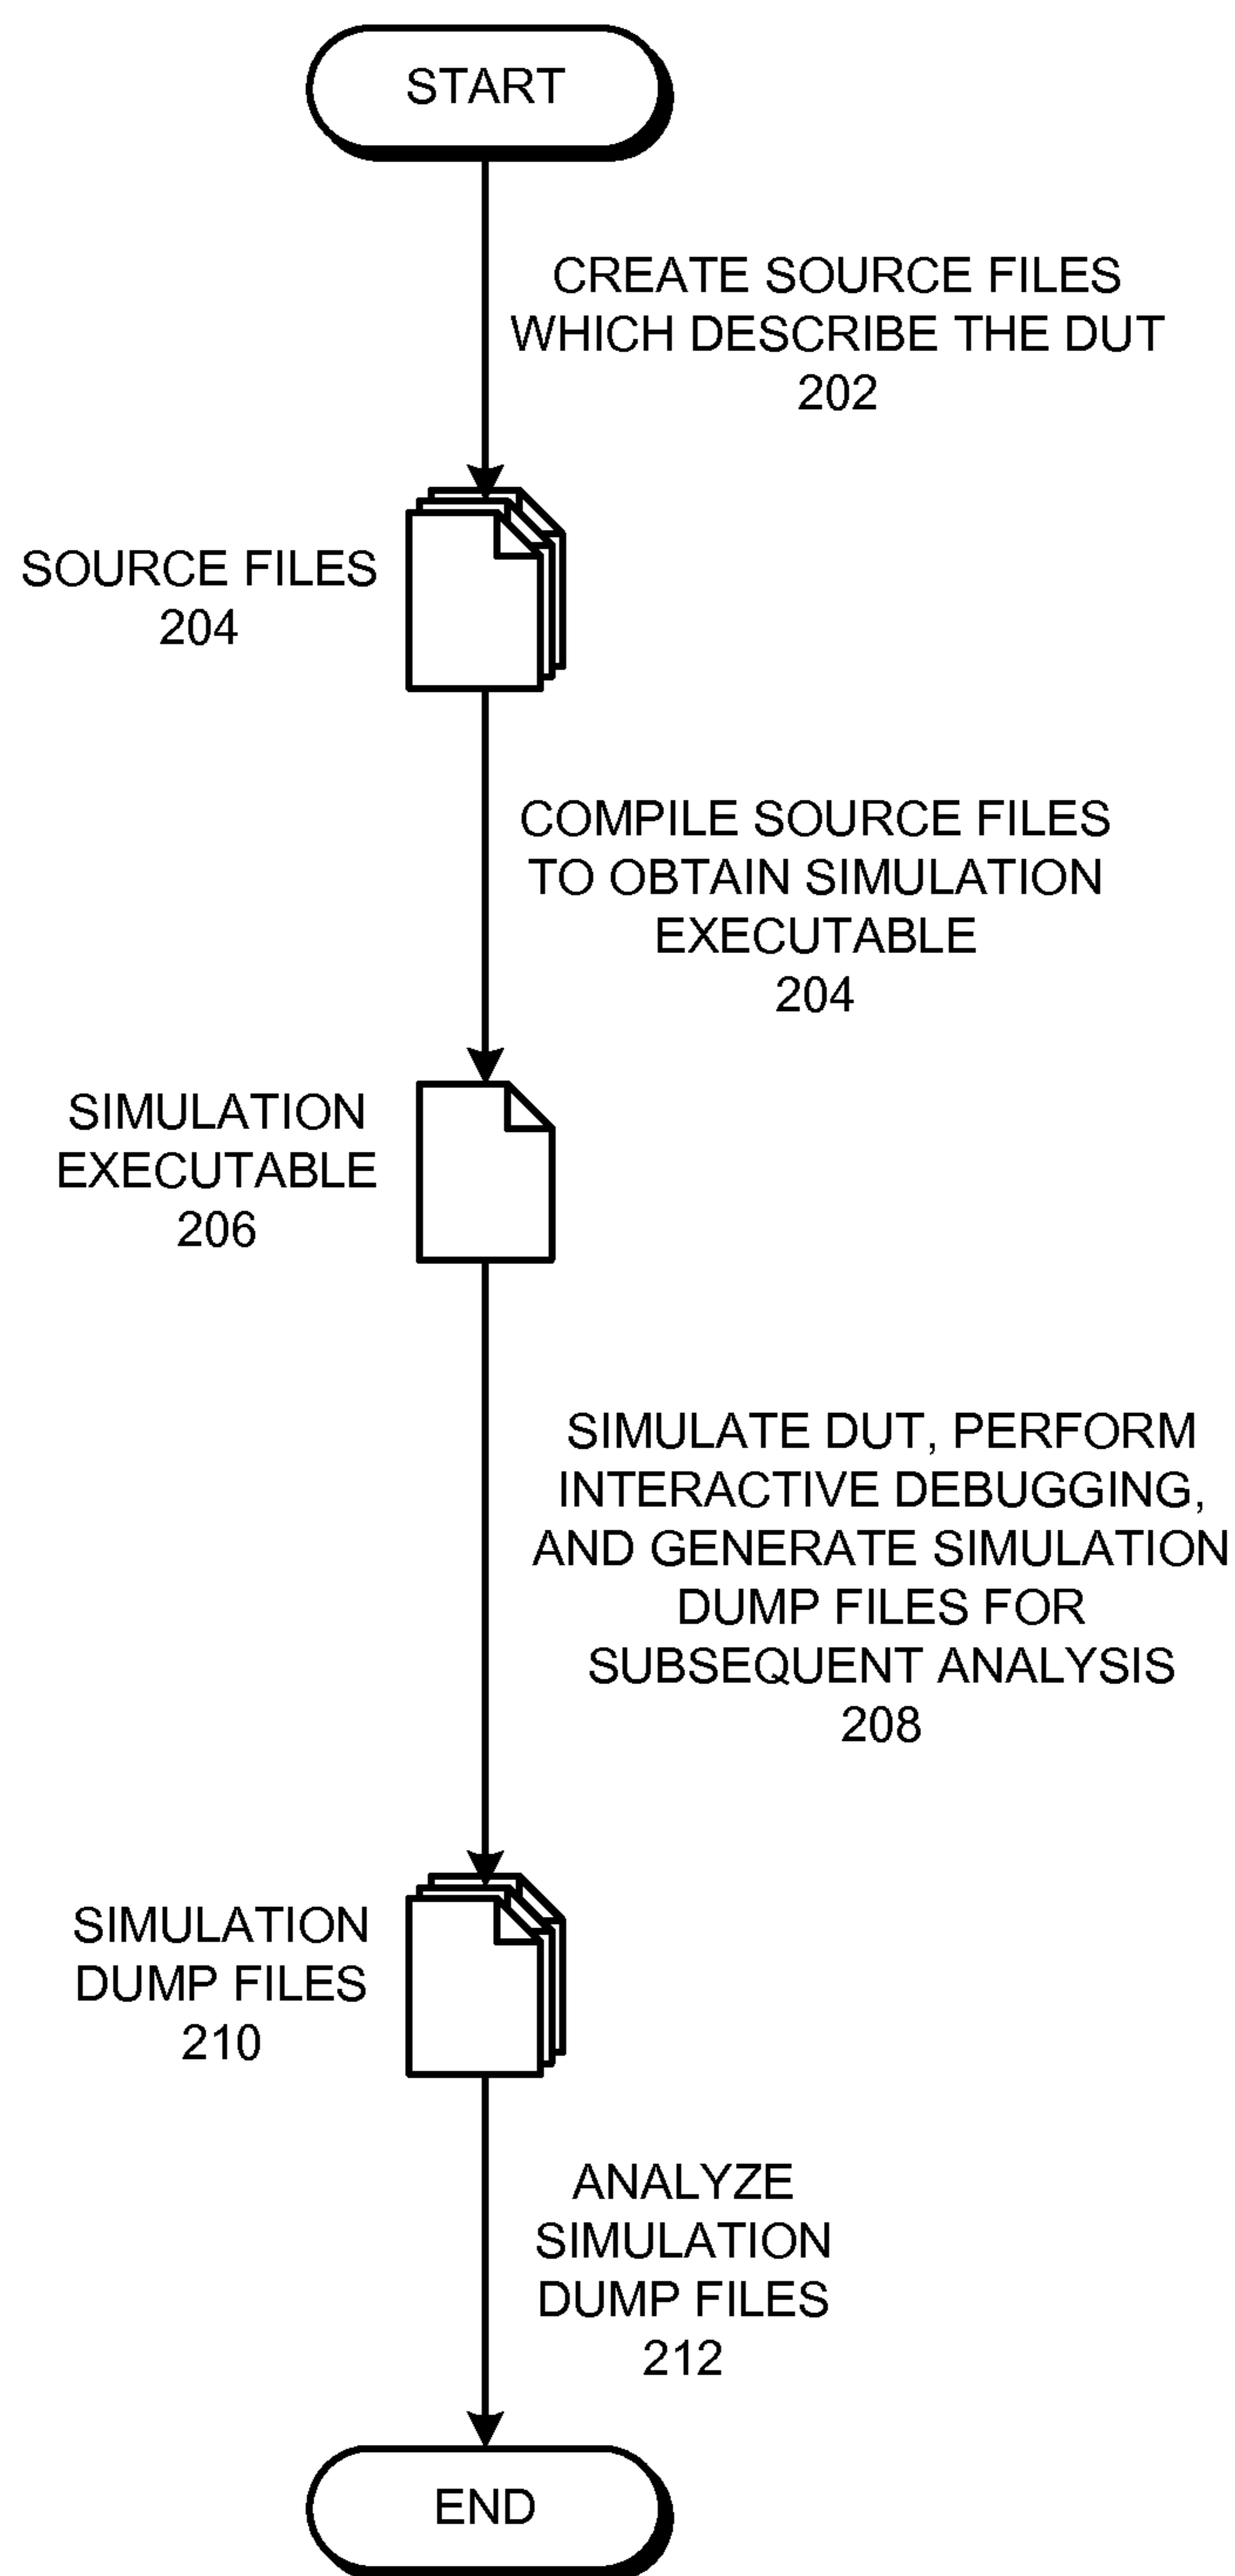 START
CREATE SOURCE FILES
WHICH DESCRIBE THE DUT
202
SOURCE FILES
204
COMPILE SOURCE FILES
TO OBTAIN SIMULATION
EXECUTABLE
204
SIMULATION
EXECUTABLE
206
SIMULATE DUT, PERFORM
INTERACTIVE DEBUGGING,
AND GENERATE SIMULATION
DUMP FILES FOR
SUBSEQUENT ANALYSIS
208
SIMULATION
DUMP FILES
210
ANALYZE
SIMULATION
DUMP FILES
212
END